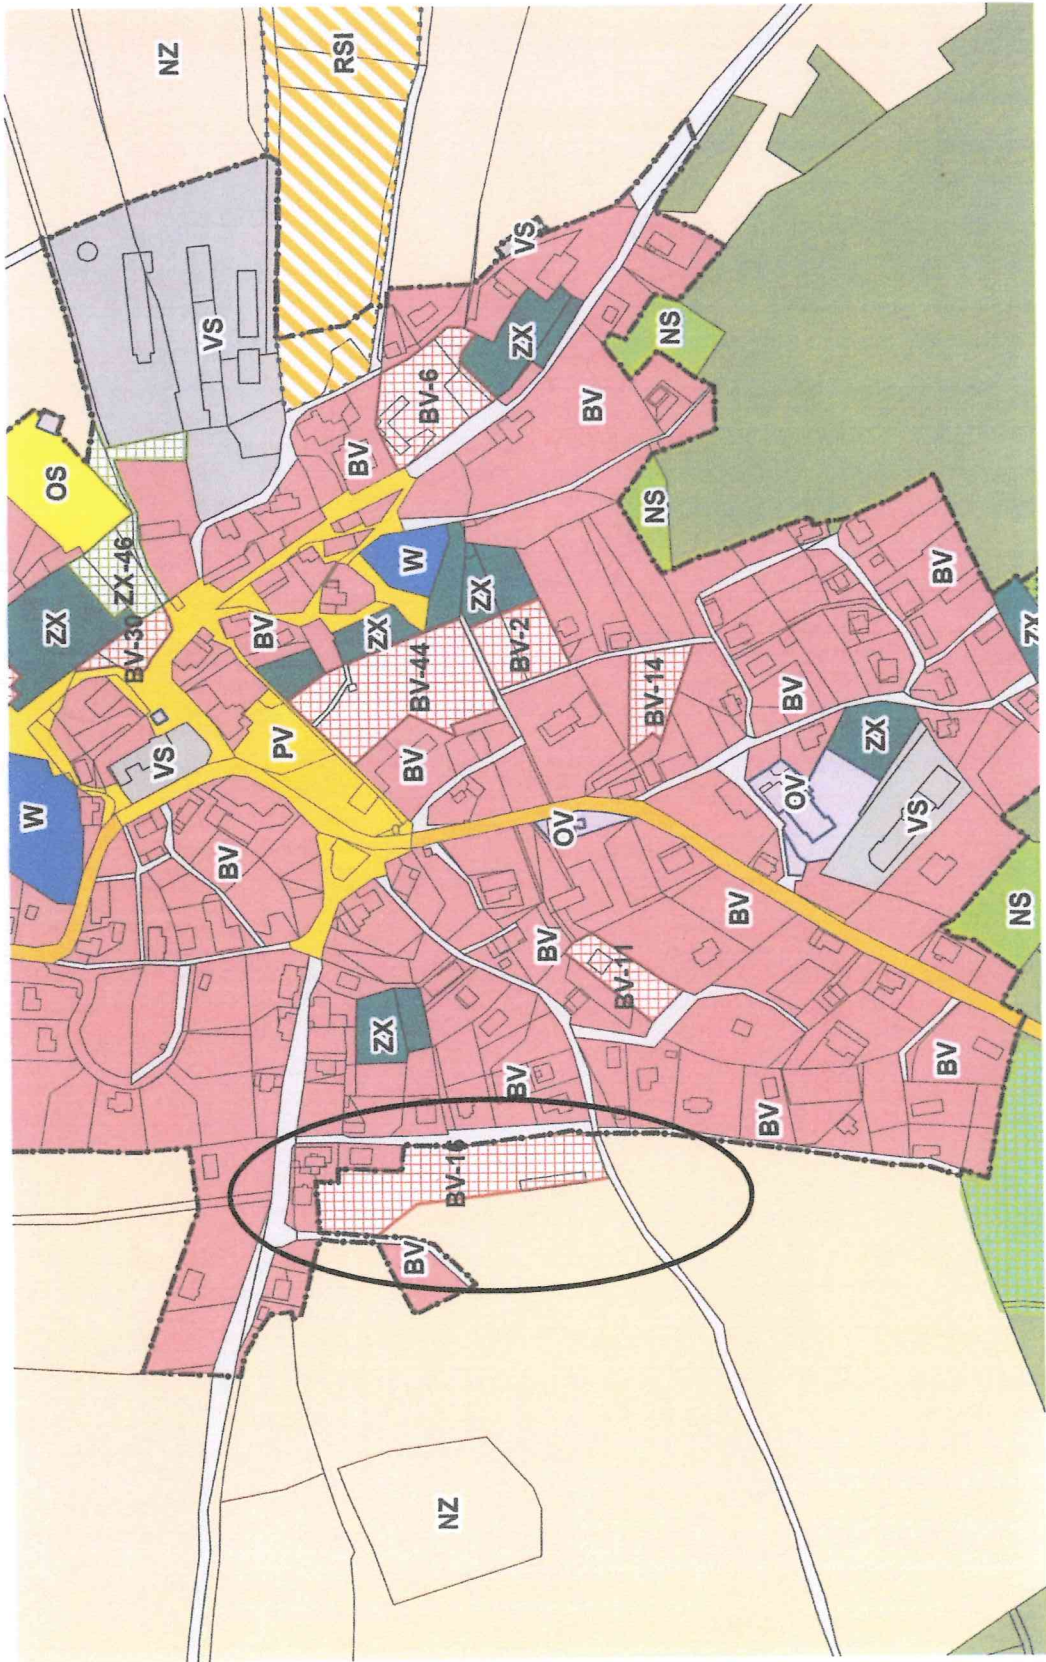 W
ZX
OS
BV-30
ZX-46
VS
NZ
BV
VS
BV
PV
RSI
BV
ZX
ZX
BV
W
BV
BV-44
BV-6
NZ
BV-16
ZX
BV
BV-2
ZX
VS
BV
OV
BV
BV-11
BV-14
NS
NS
BV
BV
BV
OV
ZX
VS
BV
BV
NS
ZX